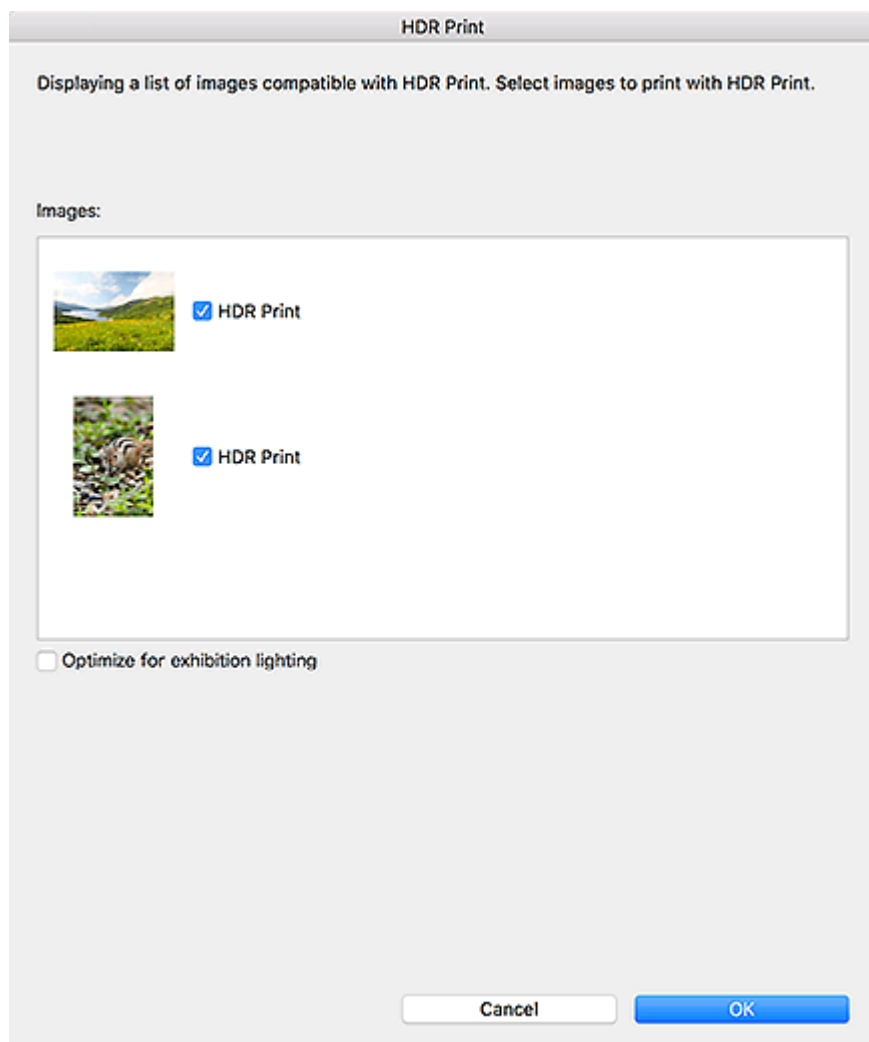 HDR Print
Displaying a list of images compatible with HDR Print. Select images to print with HDR Print.
Images:
HDR Print
HDR Print
Optimize for exhibition lighting
Cancel OK